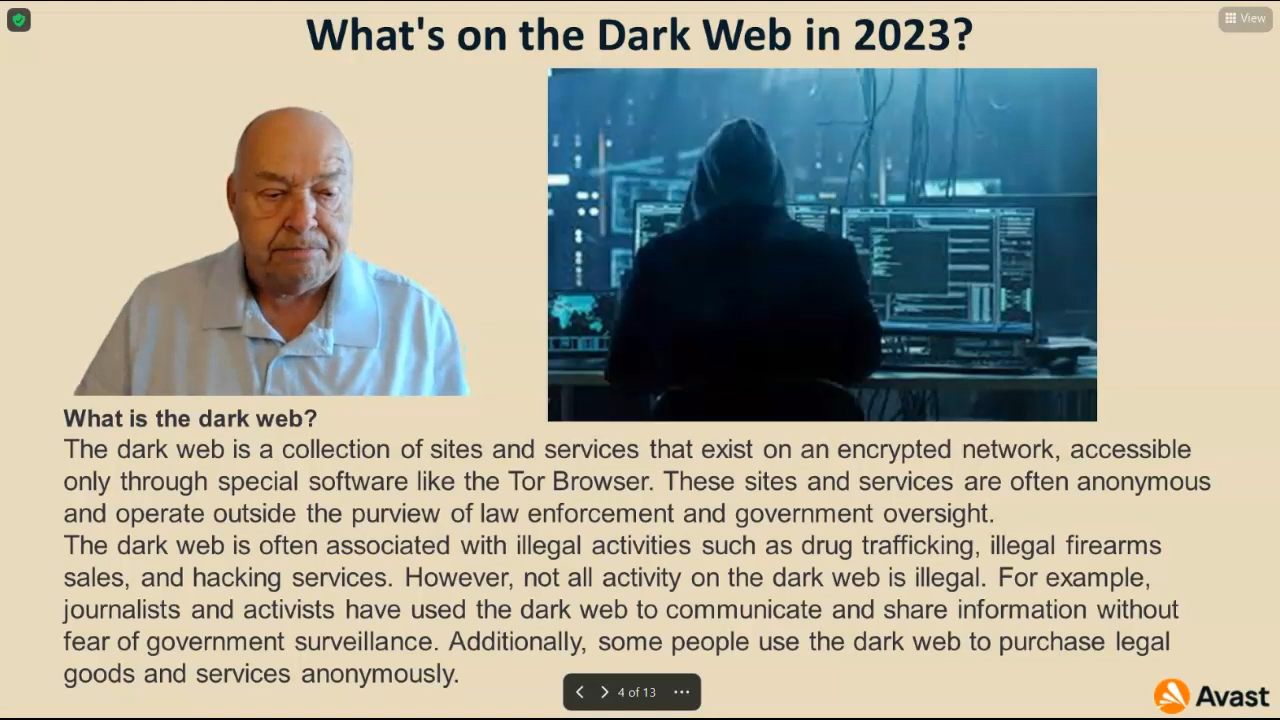 What's on the Dark Web in 2023?
View
What is the dark web?
The dark web is a collection of sites and services that exist on an encrypted network, accessible
only through special software like the Tor Browser. These sites and services are often anonymous
and operate outside the purview of law enforcement and government oversight.
The dark web is often associated with illegal activities such as drug trafficking, illegal firearms
sales, and hacking services. However, not all activity on the dark web is illegal. For example,
journalists and activists have used the dark web to communicate and share information without
fear of government surveillance. Additionally, some people use the dark web to purchase legal
goods and services anonymously.
4 of 13
Avast